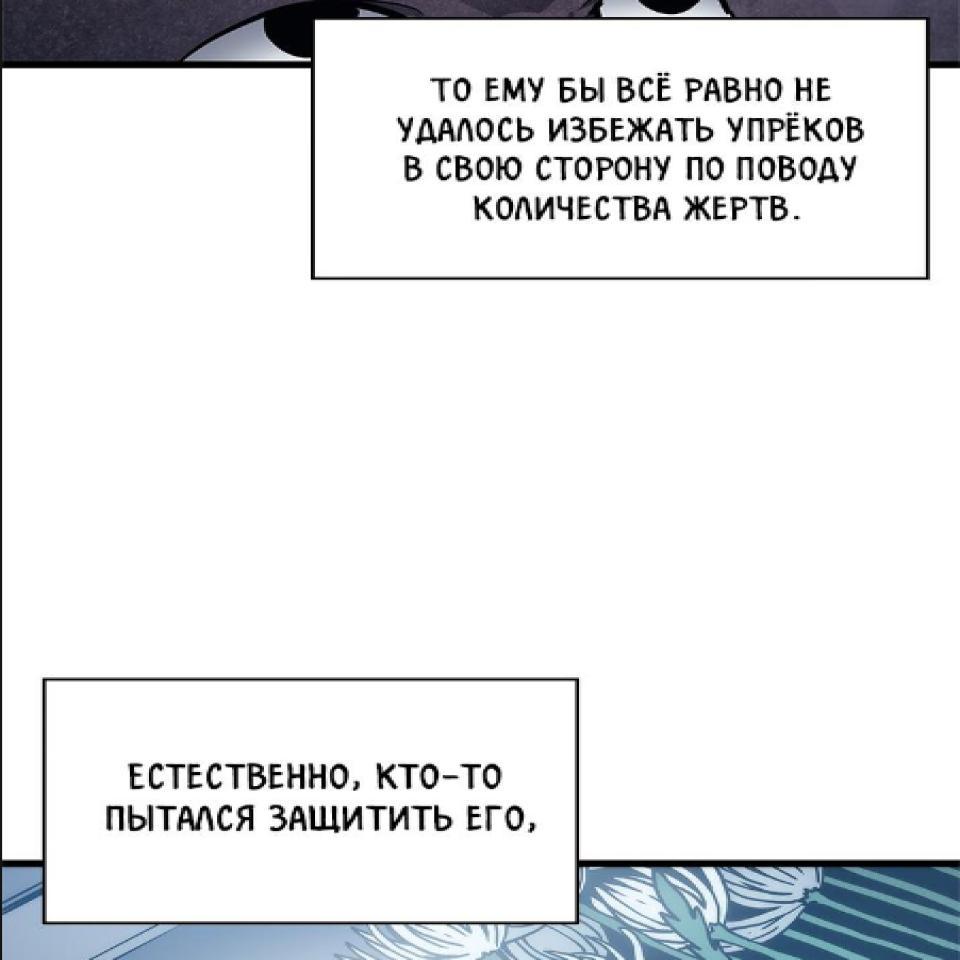 ТО ЕМУ БЫ ВСЁ РАВНО НЕ
УДАЛОСЬ ИЗБЕЖАТЬ УПРЁКОВ
В СВОЮ СТОРОНУ ПО ПОВОДУ
КОЛИЧЕСТВА ЖЕРТВ.
ЕСТЕСТВЕННО, КТО-ТО
ПЫТАЛСЯ ЗАЩИТИТЬ ЕГО,